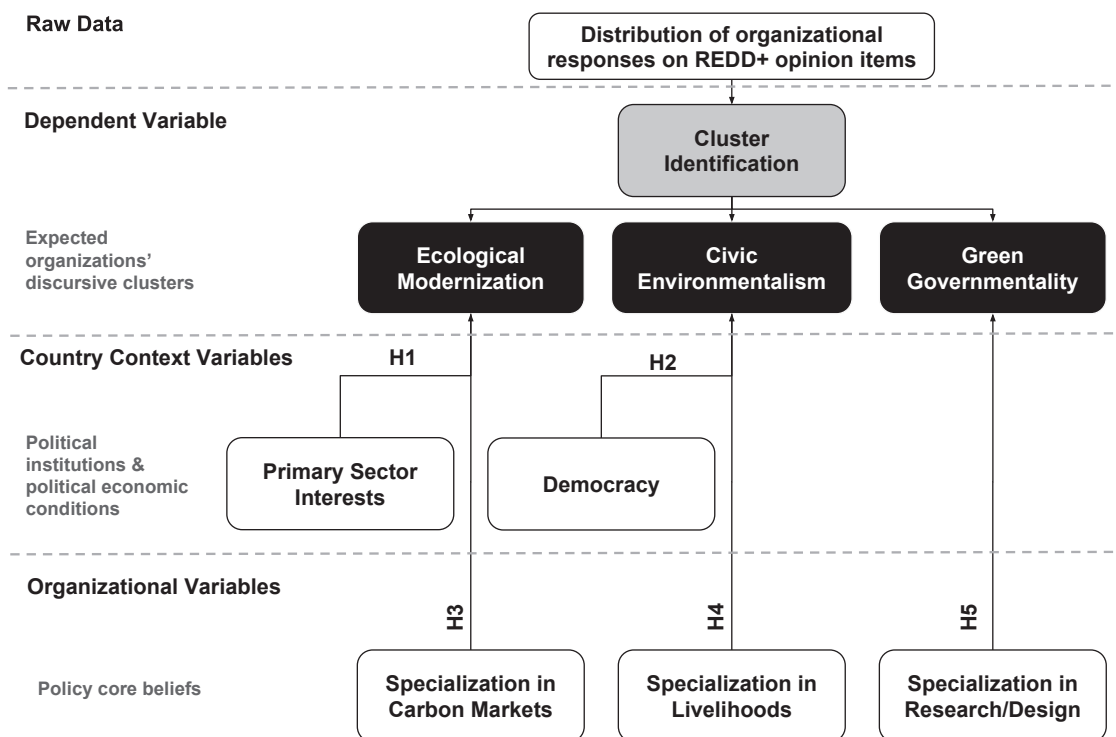 Raw Data
Distribution of organizational
responses on REDD+ opinion items
Dependent Variable
Cluster
Identification
Expected
organizations’
discursive clusters
Ecological
Modernization
Civic
Environmentalism
Green
Governmentality
Country Context Variables
H1
H2
Political
institutions &
political economic
conditions
Primary Sector
Interests
Democracy
Organizational Variables
H3
H4
H5
Policy core beliefs
Specialization in
Carbon Markets
Specialization in
Livelihoods
Specialization in
Research/Design